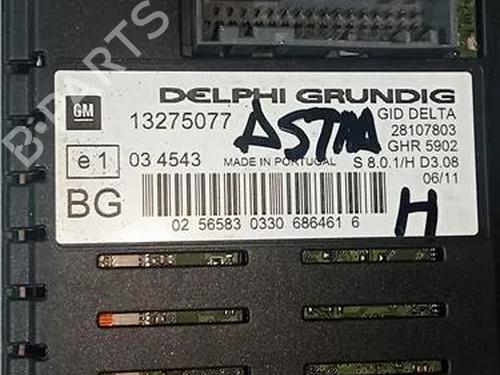 B-PARTS
DELPHI GRUNDIG
GM
13275077
ASTRA
GID DELTA
28107803
GHR 5902
e1
03 4543
MADE IN PORTUGAL
S 8.0.1/H D3.08
06/11
BG
02 56583 0330 686461 6
H